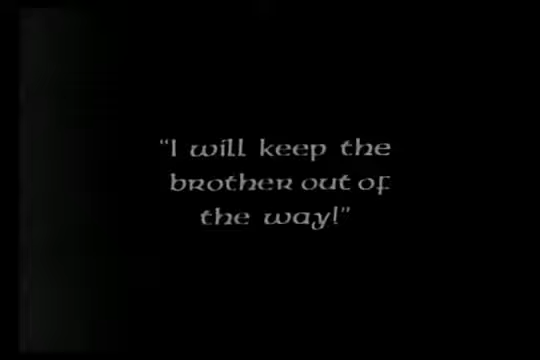 "I will keep the
brother out of
the way!"